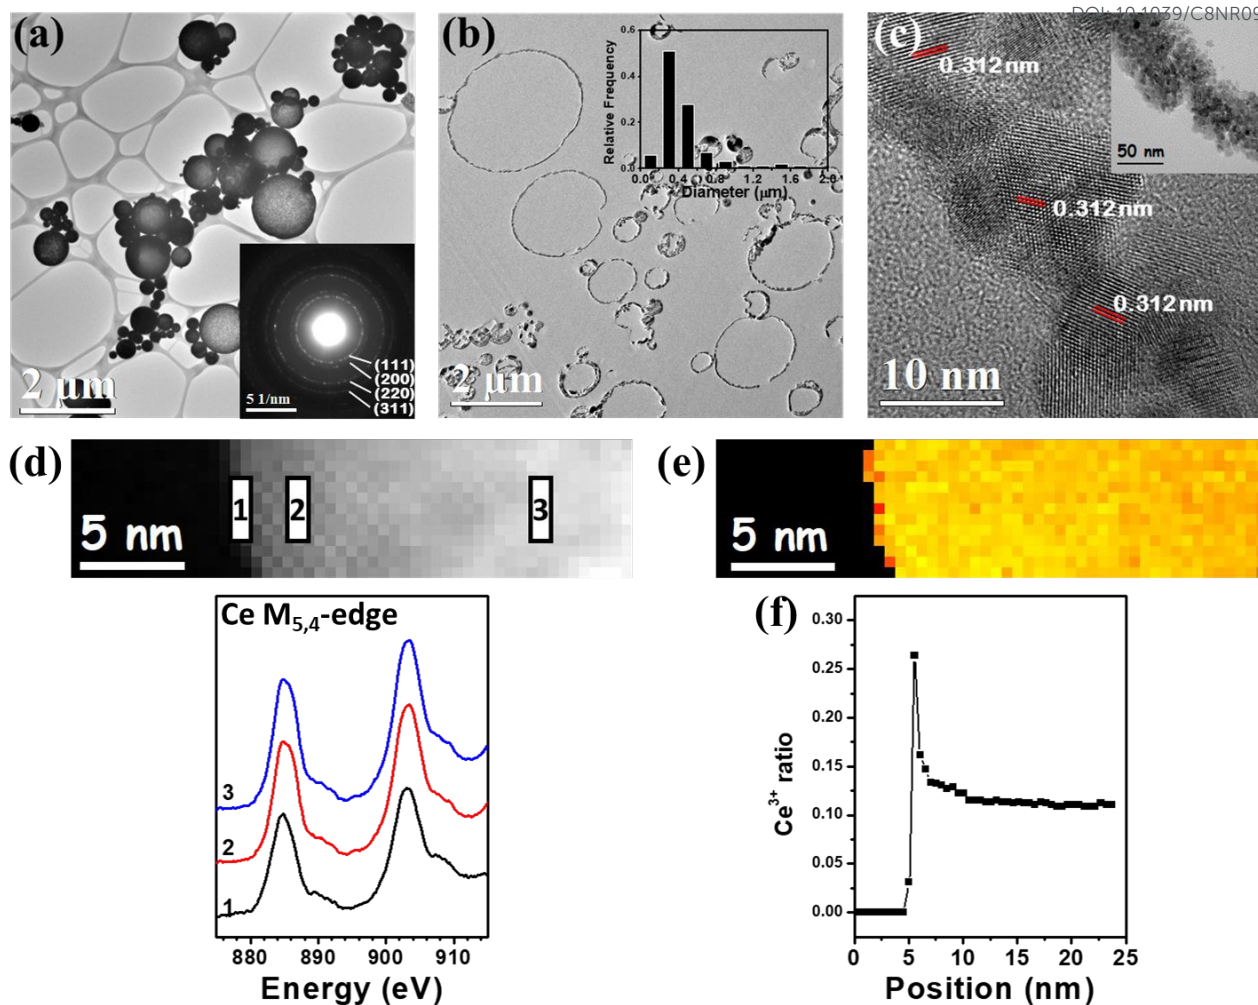 DOI: 10.1039/C8NR09
(a)
2 μm
(111)
(200)
(220)
(311)
5 1/nm
(b)
Relative Frequency
0.6
0.4
0.2
0.0
0.0 0.4 0.8 1.2 1.6 2.0
Diameter (μm)
2 μm
(c)
0.312 nm
50 nm
0.312 nm
0.312 nm
10 nm
(d)
1 2 3
5 nm
(e)
5 nm
Ce M5,4-edge
3
2
1
880 890 900 910
Energy (eV)
(f)
Ce3+ ratio
0.30
0.25
0.20
0.15
0.10
0.05
0.00
0 5 10 15 20 25
Position (nm)